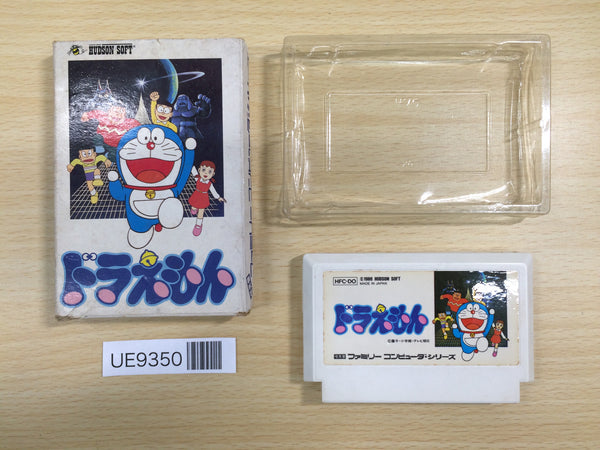 HUDSON SOFT
ドラえもん
UE9350
HFC-DO
©1986 HUDSON SOFT
MADE IN JAPAN
ドラえもん
ファミリー コンピュータ シリーズ